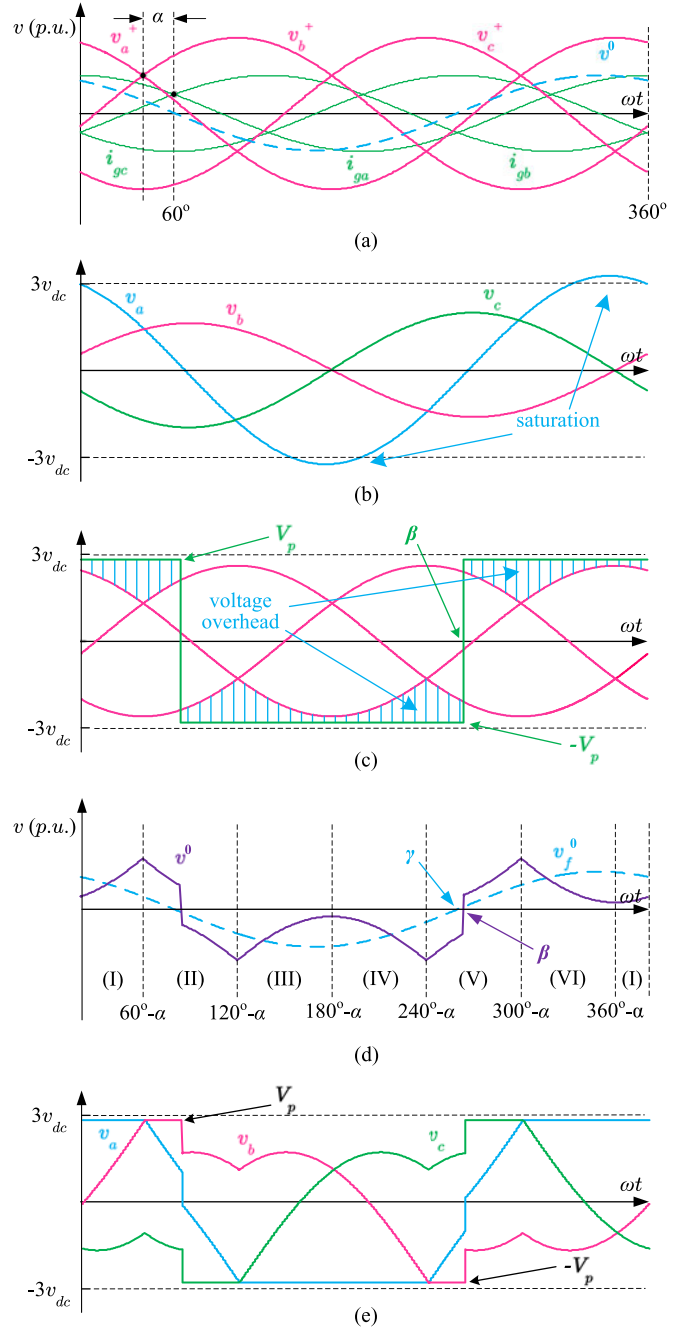 v (p.u.)
v_a^+ α v_b^+ v_c^+ v^0
ωt
i_gc i_ga i_gb
60° 360°
(a)
3v_dc v_a v_b v_c
ωt
saturation
-3v_dc
(b)
3v_dc V_p β
voltage
overhead
ωt
-3v_dc -V_p
(c)
v (p.u.) v^0 γ v_f^0
ωt
β
(I) (II) (III) (IV) (V) (VI) (I)
60°-α 120°-α 180°-α 240°-α 300°-α 360°-α
(d)
3v_dc V_p
v_a v_b v_c
ωt
-3v_dc -V_p
(e)